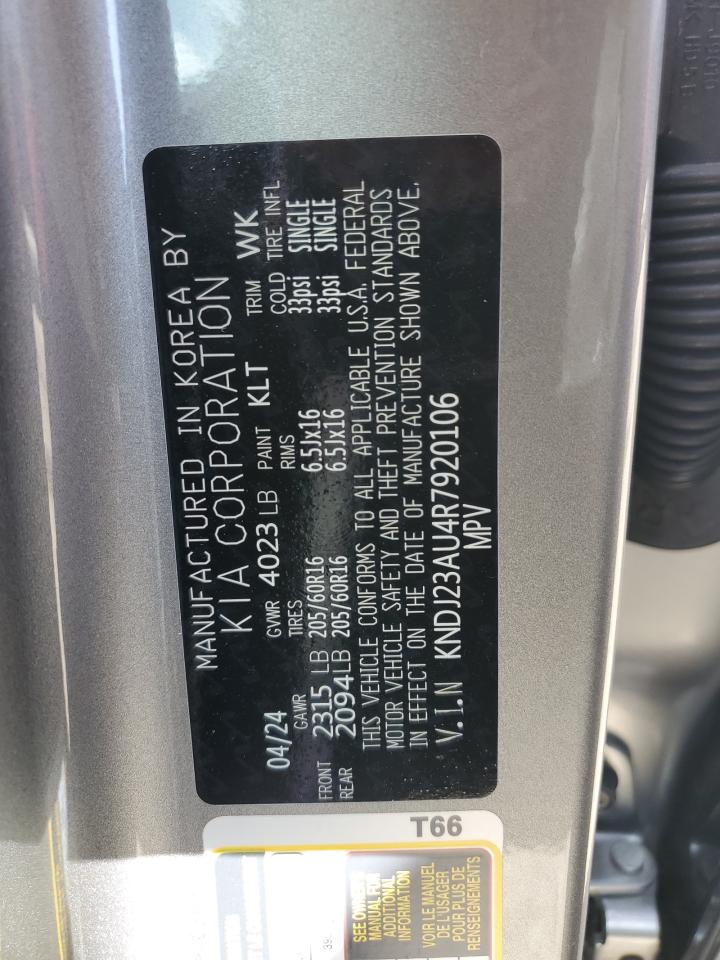 MANUFACTURED IN KOREA BY
KIA CORPORATION
04/24 GVWR 4023 LB PAINT KLT TRIM WK
GAWR TIRES RIMS COLD TIRE INFL
FRONT 2315 LB 205/60R16 6.5Jx16 33psi SINGLE
REAR 2094LB 205/60R16 6.5Jx16 33psi SINGLE
THIS VEHICLE CONFORMS TO ALL APPLICABLE U.S.A. FEDERAL
MOTOR VEHICLE SAFETY AND THEFT PREVENTION STANDARDS
IN EFFECT ON THE DATE OF MANUFACTURE SHOWN ABOVE.
V.I.N KNDJ23AU4R7920106
MPV
T66
SEE OWNER'S
MANUAL FOR
ADDITIONAL
INFORMATION
VOIR LE MANUEL
DE L'USAGER
POUR PLUS DE
RENSEIGNEMENTS